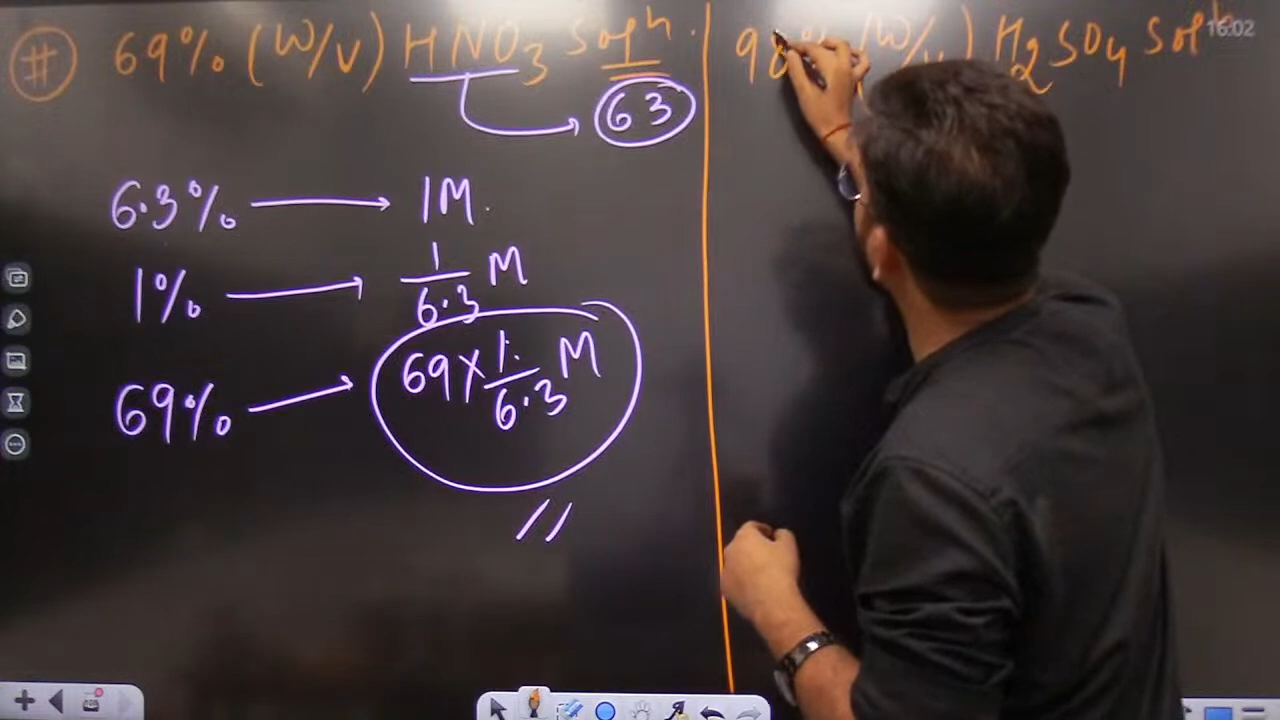 # 69% (W/V) HNO3 Solⁿ.
63
6.3% → 1M.
1% → 1/6.3 M
69% → 69 x 1/6.3 M
98% (W/V) H2SO4 Solⁿ
16:02